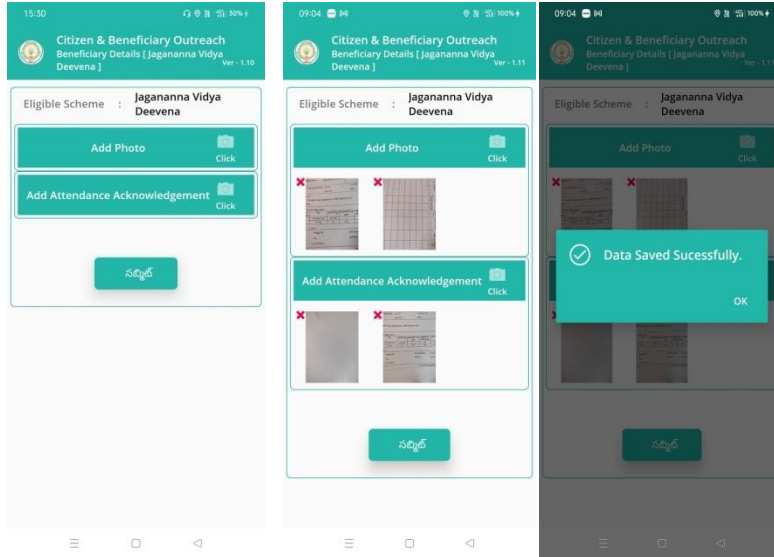 15:30
50%
Citizen & Beneficiary Outreach
Beneficiary Details [ Jagananna Vidya
Deevena ]
Ver - 1.10
Eligible Scheme : Jagananna Vidya
Deevena
Add Photo
Click
Add Attendance Acknowledgement
Click
సబ్మిట్
09:04
100%
Citizen & Beneficiary Outreach
Beneficiary Details [ Jagananna Vidya
Deevena ]
Ver - 1.11
Eligible Scheme : Jagananna Vidya
Deevena
Add Photo
Click
Add Attendance Acknowledgement
Click
సబ్మిట్
09:04
100%
Citizen & Beneficiary Outreach
Beneficiary Details [ Jagananna Vidya
Deevena ]
Ver - 1.11
Eligible Scheme : Jagananna Vidya
Deevena
Add Photo
Click
Data Saved Sucessfully.
OK
సబ్మిట్